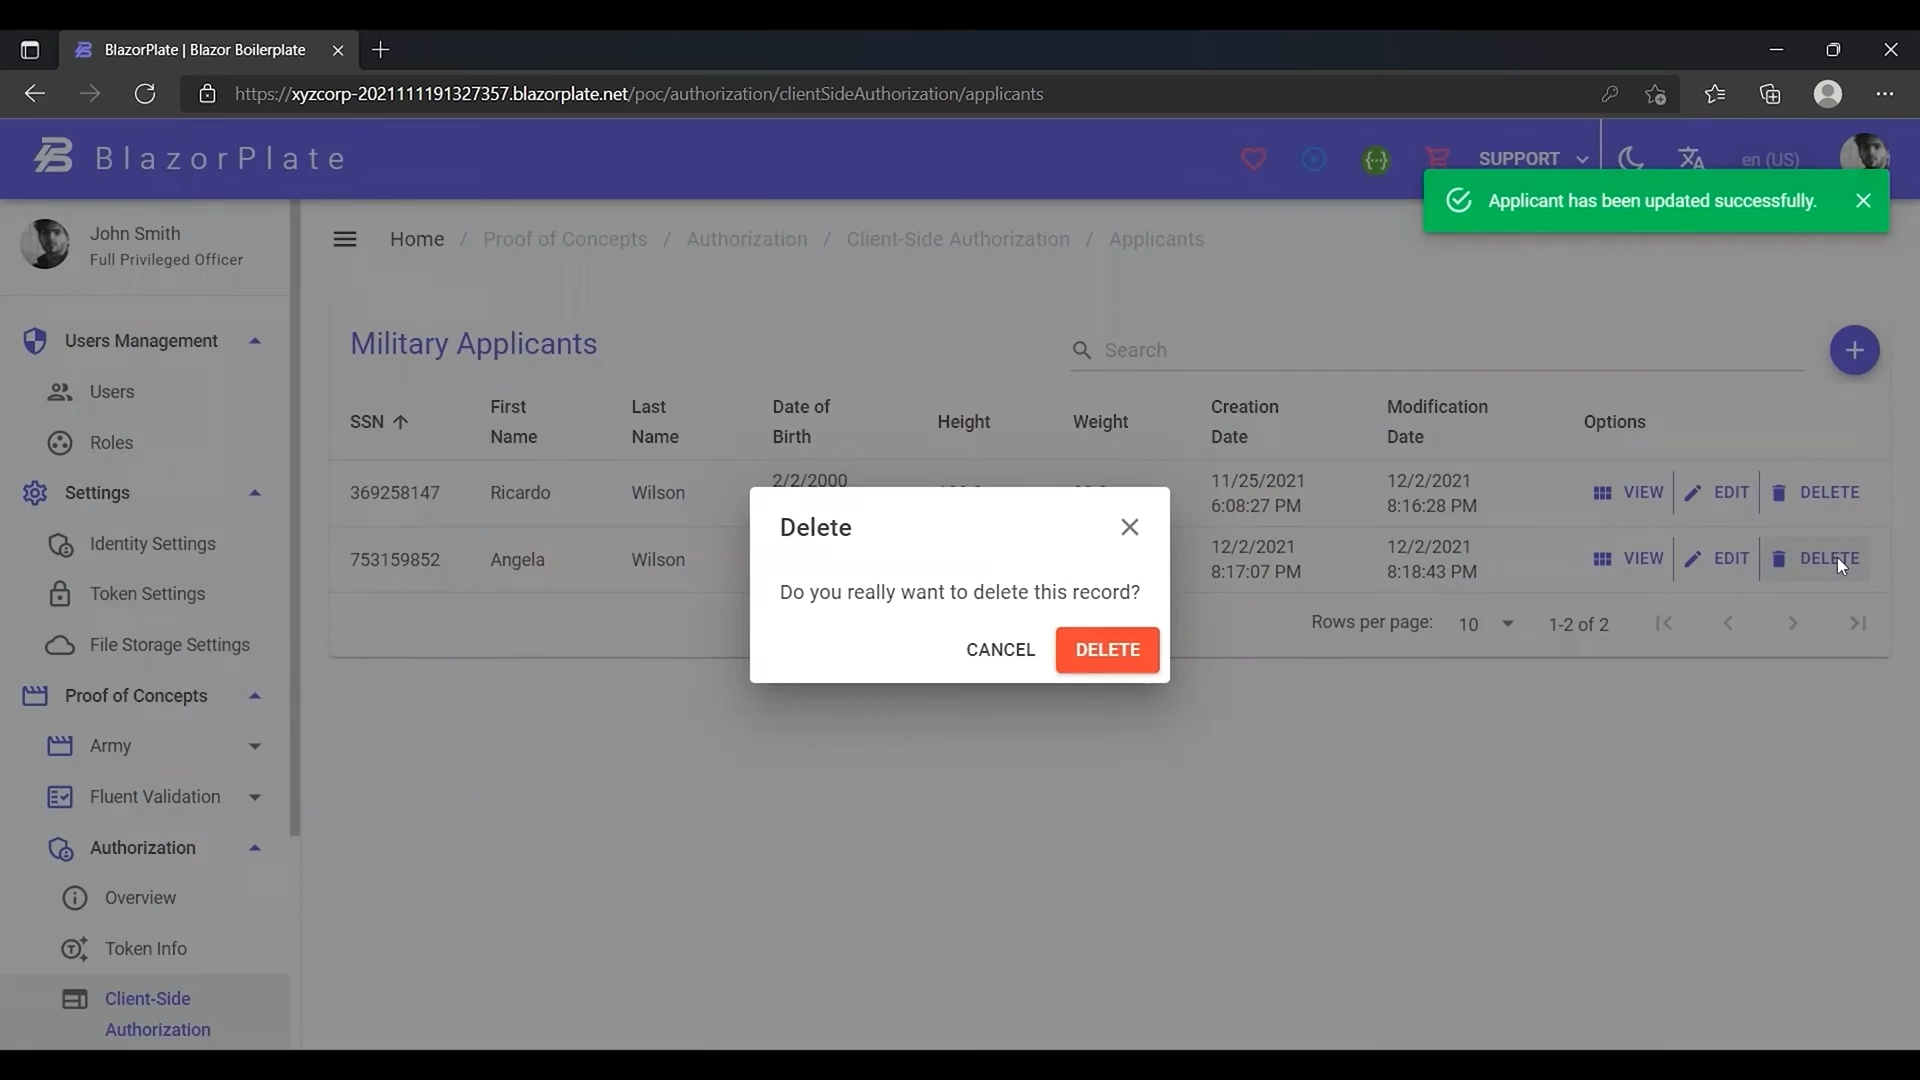 BlazorPlate | Blazor Boilerplate
https://xyzcorp-2021111191327357.blazorplate.net/poc/authorization/clientSideAuthorization/applicants
BlazorPlate
SUPPORT
en (US)
Applicant has been updated successfully.
John Smith
Full Privileged Officer
Home / Proof of Concepts / Authorization / Client-Side Authorization / Applicants
Users Management
Users
Roles
Settings
Identity Settings
Token Settings
File Storage Settings
Proof of Concepts
Army
Fluent Validation
Authorization
Overview
Token Info
Client-Side
Authorization
Military Applicants
Search
SSN
First
Name
Last
Name
Date of
Birth
Height
Weight
Creation
Date
Modification
Date
Options
369258147
Ricardo
Wilson
2/2/2000
11/25/2021
6:08:27 PM
12/2/2021
8:16:28 PM
VIEW
EDIT
DELETE
753159852
Angela
Wilson
12/2/2021
8:17:07 PM
12/2/2021
8:18:43 PM
VIEW
EDIT
DELETE
Rows per page:
10
1-2 of 2
Delete
Do you really want to delete this record?
CANCEL
DELETE